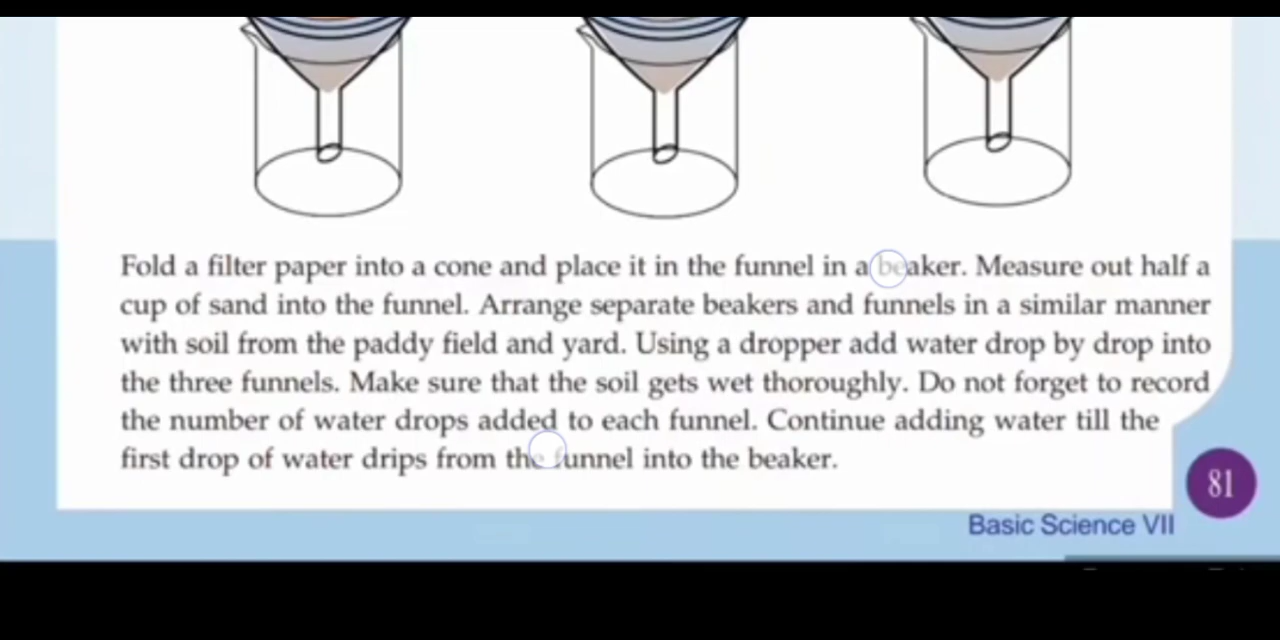 Fold a filter paper into a cone and place it in the funnel in a beaker. Measure out half a
cup of sand into the funnel. Arrange separate beakers and funnels in a similar manner
with soil from the paddy field and yard. Using a dropper add water drop by drop into
the three funnels. Make sure that the soil gets wet thoroughly. Do not forget to record
the number of water drops added to each funnel. Continue adding water till the
first drop of water drips from the funnel into the beaker.
81
Basic Science VII